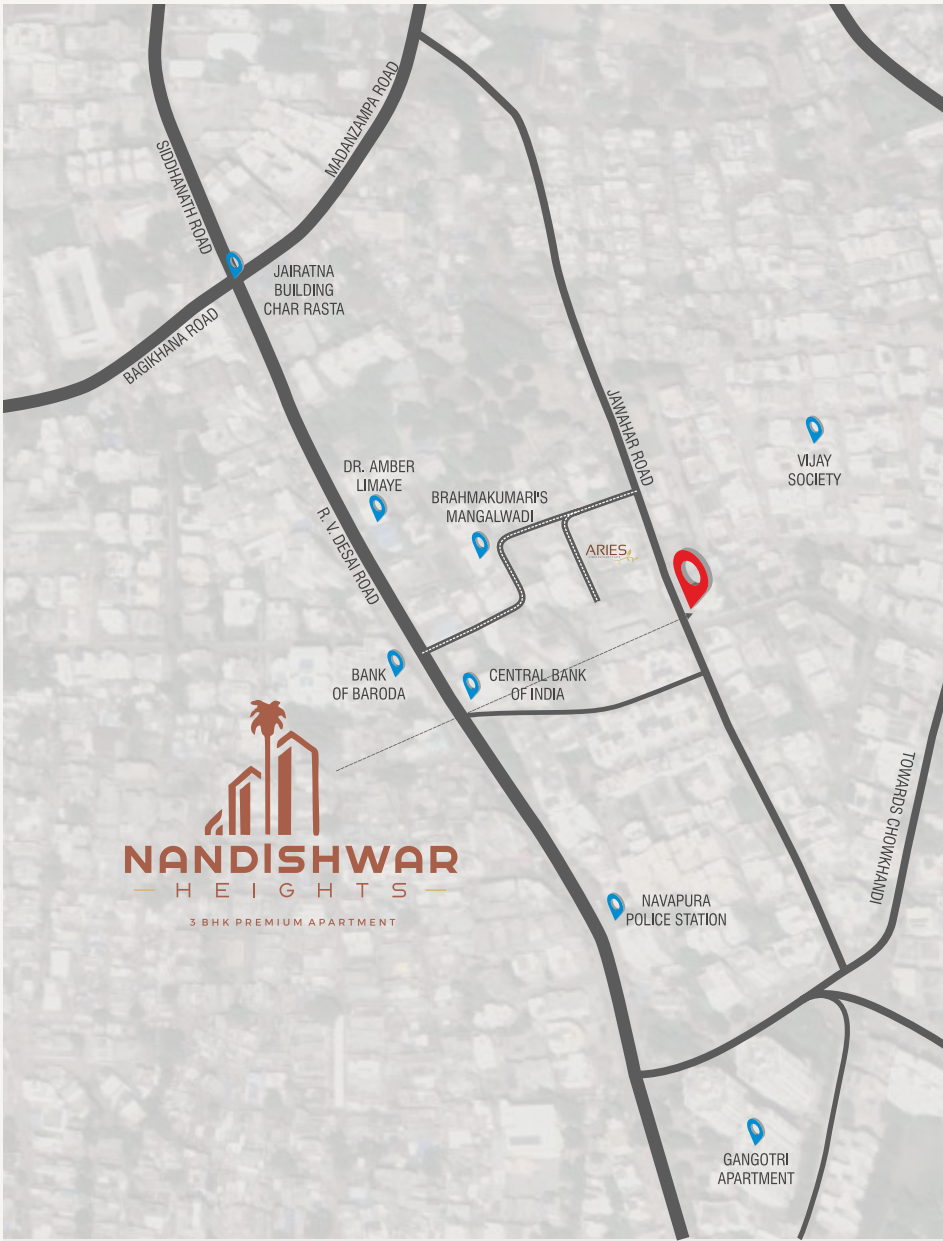 MADANZAMPA ROAD
SIDDHANATH ROAD
JAIRATNA
BUILDING
CHAR RASTA
BAGIKHANA ROAD
JAWAHAR ROAD
VIJAY
SOCIETY
DR. AMBER
LIMAYE
BRAHMAKUMARI'S
MANGALWADI
R. V. DESAI ROAD
ARIES
BANK
OF BARODA
CENTRAL BANK
OF INDIA
TOWARDS CHOWKHANDI
NANDISHWAR
HEIGHTS
3 BHK PREMIUM APARTMENT
NAVAPURA
POLICE STATION
GANGOTRI
APARTMENT